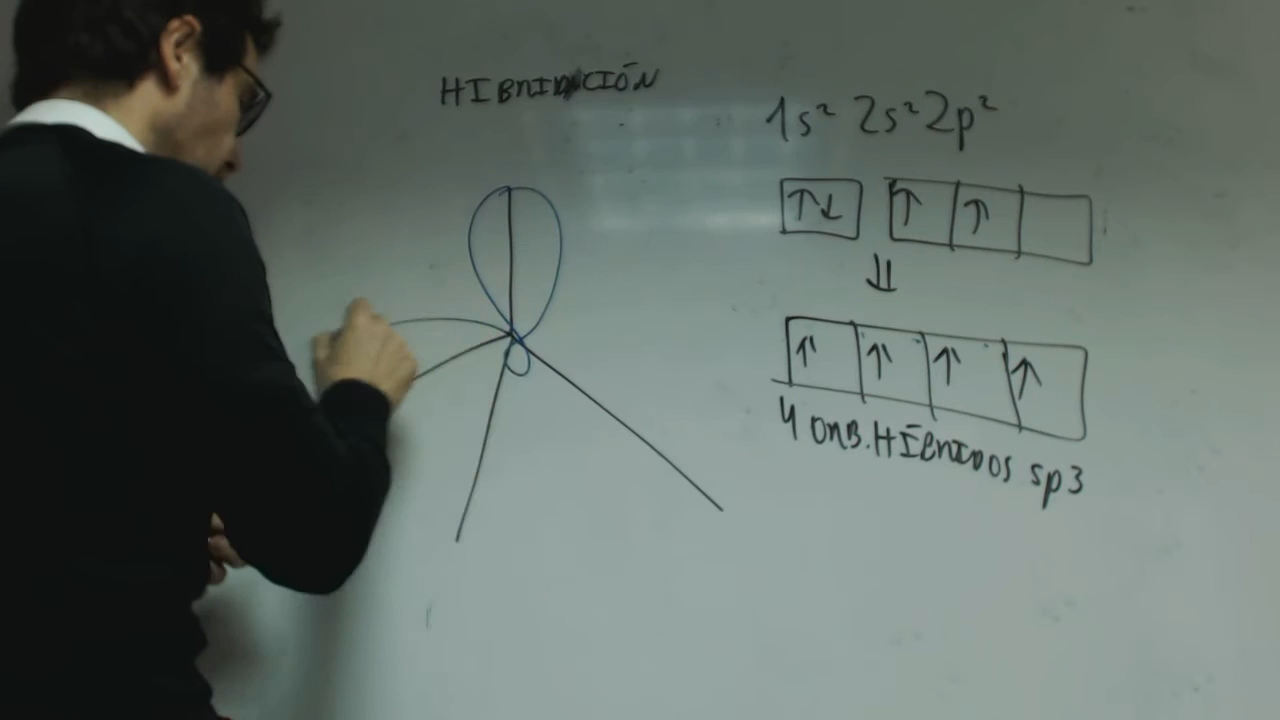 HIBRIDACIÓN
1s² 2s² 2p²
↑↓ ↑ ↑
⇓
↑ ↑ ↑ ↑
4 ORB. HÍBRIDOS sp3